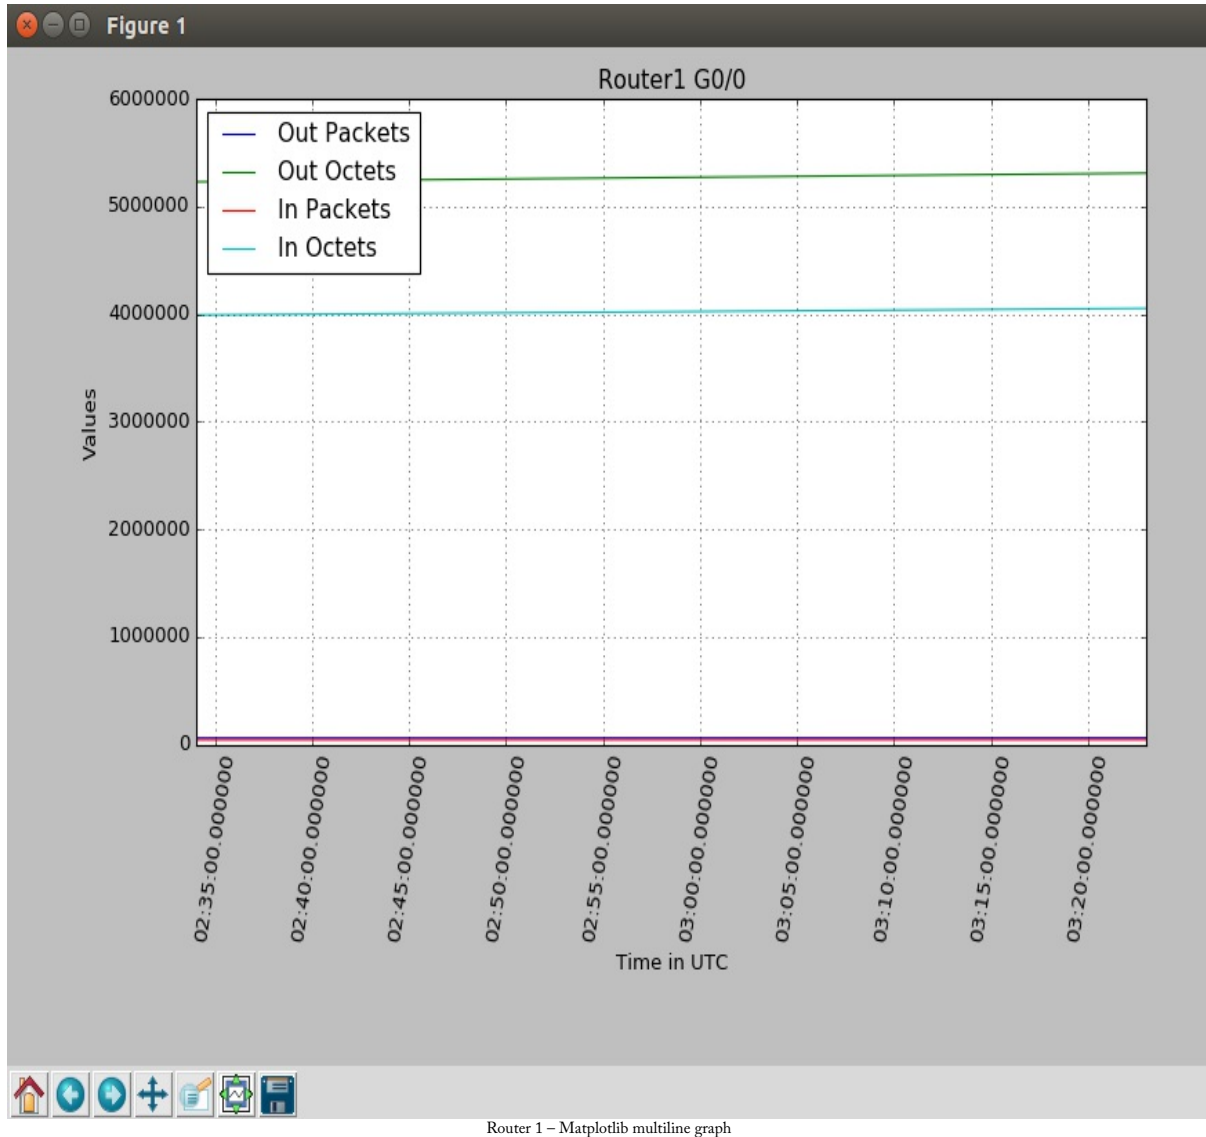 Figure 1
Router1 G0/0
6000000
5000000
4000000
3000000
2000000
1000000
0
Values
Out Packets
Out Octets
In Packets
In Octets
02:35:00.000000
02:40:00.000000
02:45:00.000000
02:50:00.000000
02:55:00.000000
03:00:00.000000
03:05:00.000000
03:10:00.000000
03:15:00.000000
03:20:00.000000
Time in UTC
Router 1 – Matplotlib multiline graph